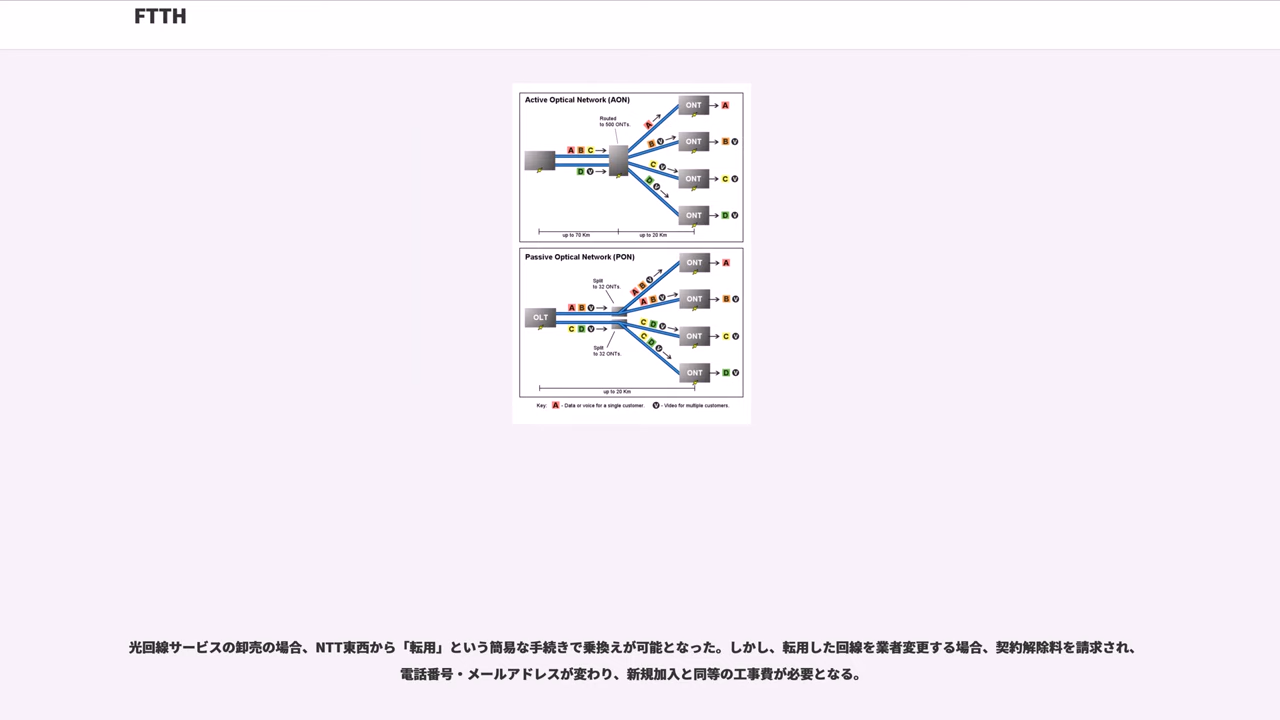 FTTH
Active Optical Network (AON)
Routed
to 500 ONTs.
ONT
A
A
A B C
B V
ONT
B V
D V
C V
ONT
C V
D V
ONT
D V
up to 70 Km
up to 20 Km
Passive Optical Network (PON)
Split
to 32 ONTs.
A B V
ONT
A
A B V
A B V
ONT
B V
OLT
C D V
C D V
ONT
C V
C D V
Split
to 32 ONTs.
ONT
D V
up to 20 Km
Key: A - Data or voice for a single customer. V - Video for multiple customers.
光回線サービスの卸売の場合、NTT東西から「転用」という簡易な手続きで乗換えが可能となった。しかし、転用した回線を業者変更する場合、契約解除料を請求され、
電話番号・メールアドレスが変わり、新規加入と同等の工事費が必要となる。